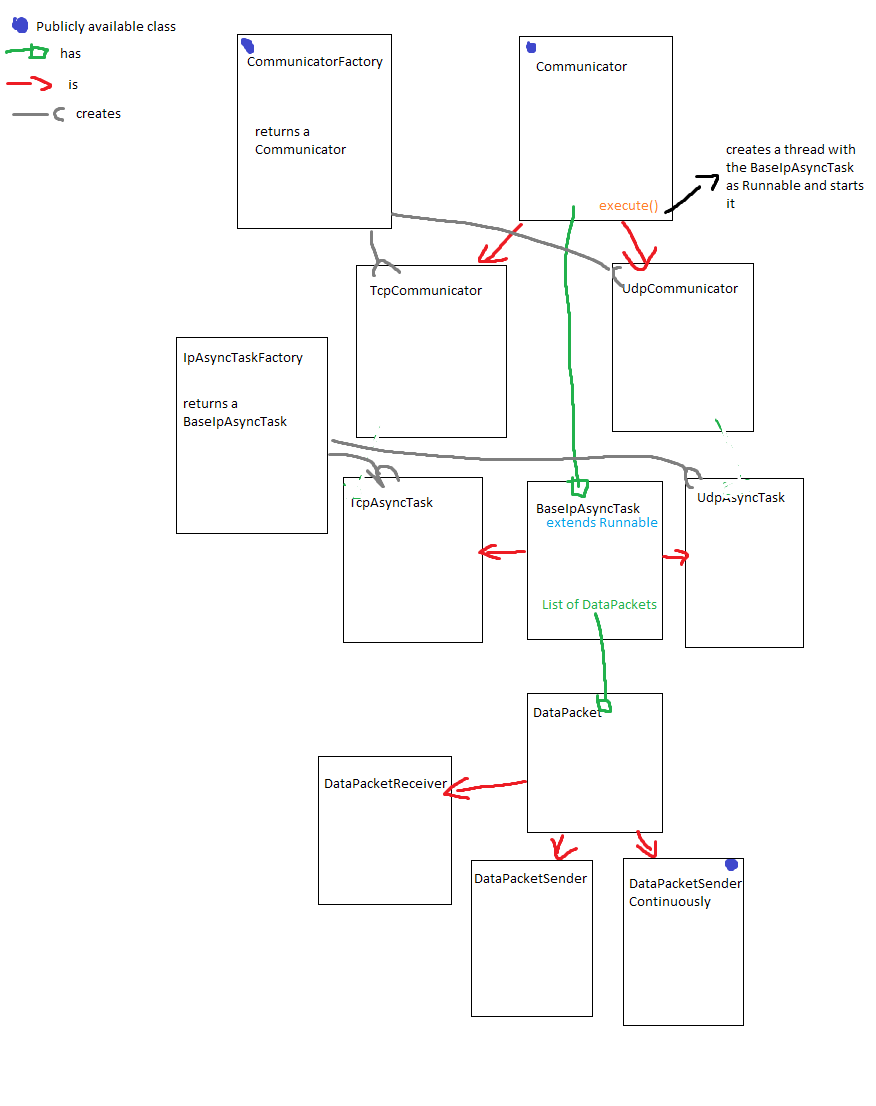 Publicly available class
has
is
creates
CommunicatorFactory
returns a
Communicator
Communicator
execute()
creates a thread with
the BaseIpAsyncTask
as Runnable and starts
it
TcpCommunicator
UdpCommunicator
IpAsyncTaskFactory
returns a
BaseIpAsyncTask
TcpAsyncTask
BaseIpAsyncTask
extends Runnable
List of DataPackets
UdpAsyncTask
DataPacket
DataPacketReceiver
DataPacketSender
DataPacketSender
Continuously